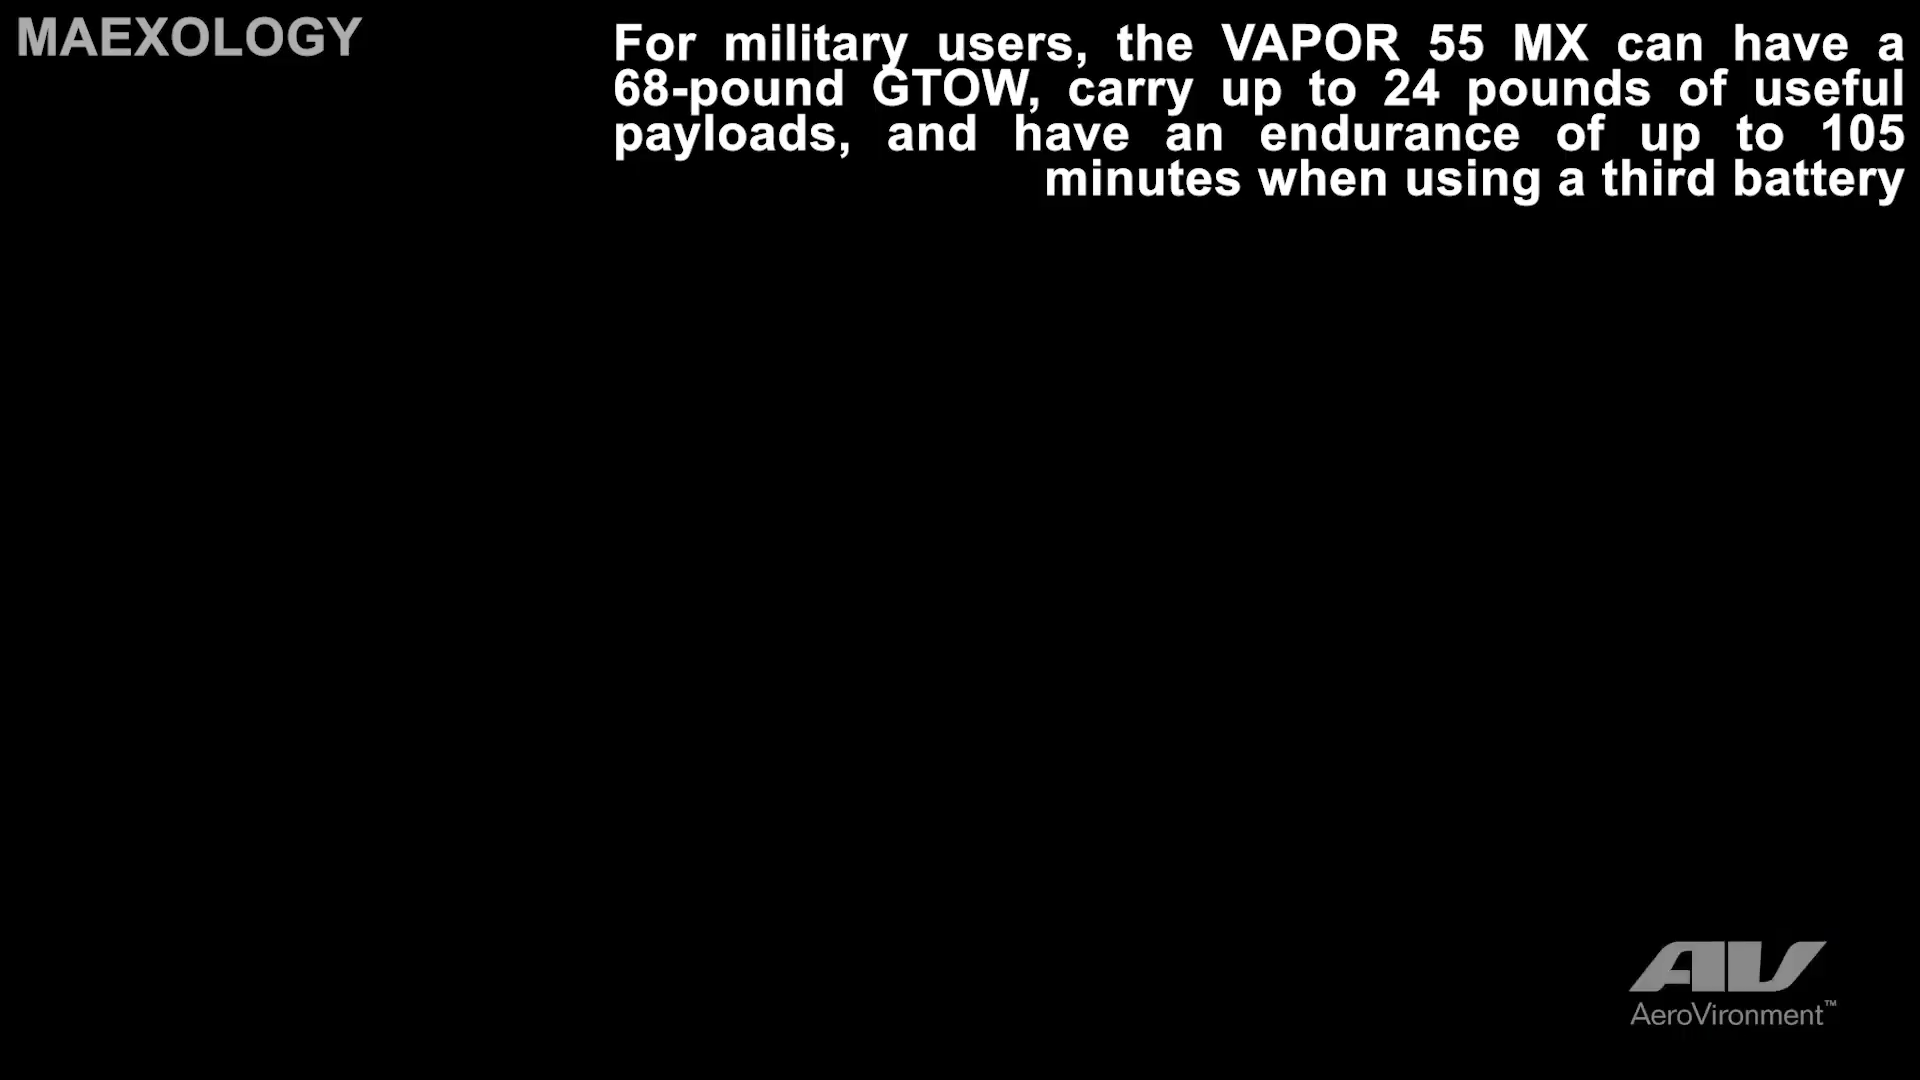 MAEXOLOGY
For military users, the VAPOR 55 MX can have a
68-pound GTOW, carry up to 24 pounds of useful
payloads, and have an endurance of up to 105
minutes when using a third battery
AV
AeroVironment™